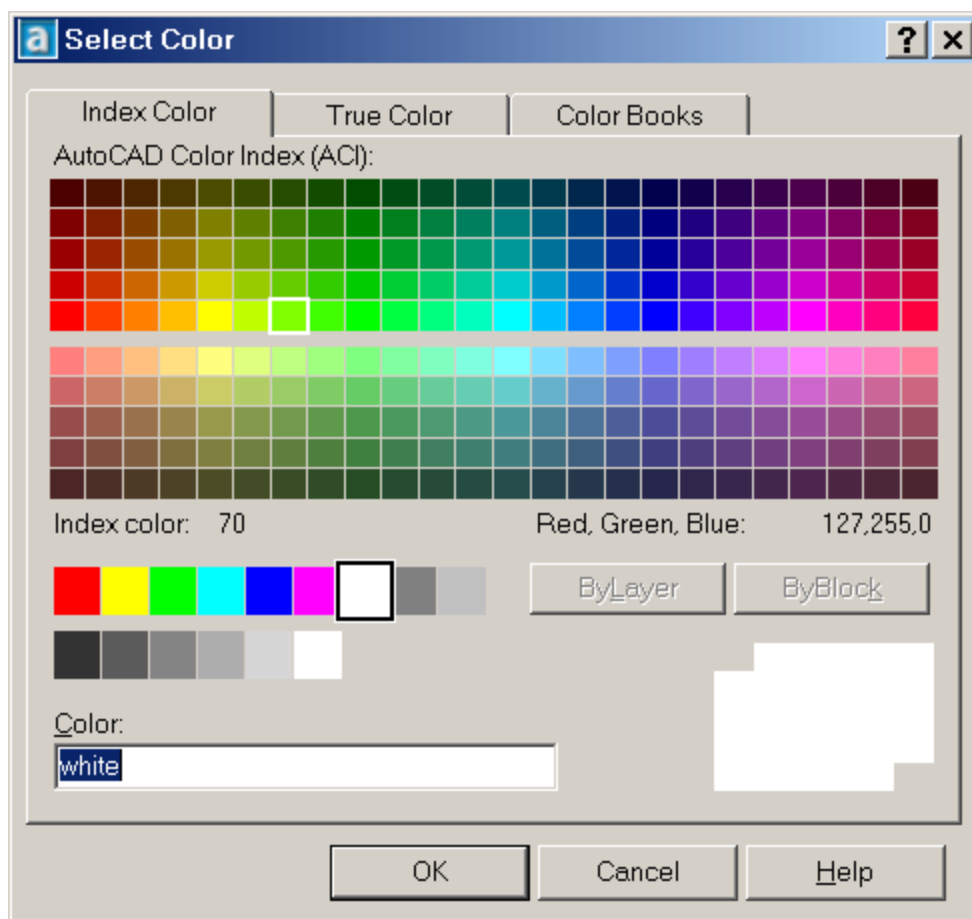 a Select Color ? ×
Index Color True Color Color Books
AutoCAD Color Index (ACI):
Index color: 70 Red, Green, Blue: 127,255,0
ByLayer ByBlock
Color:
white
OK Cancel Help